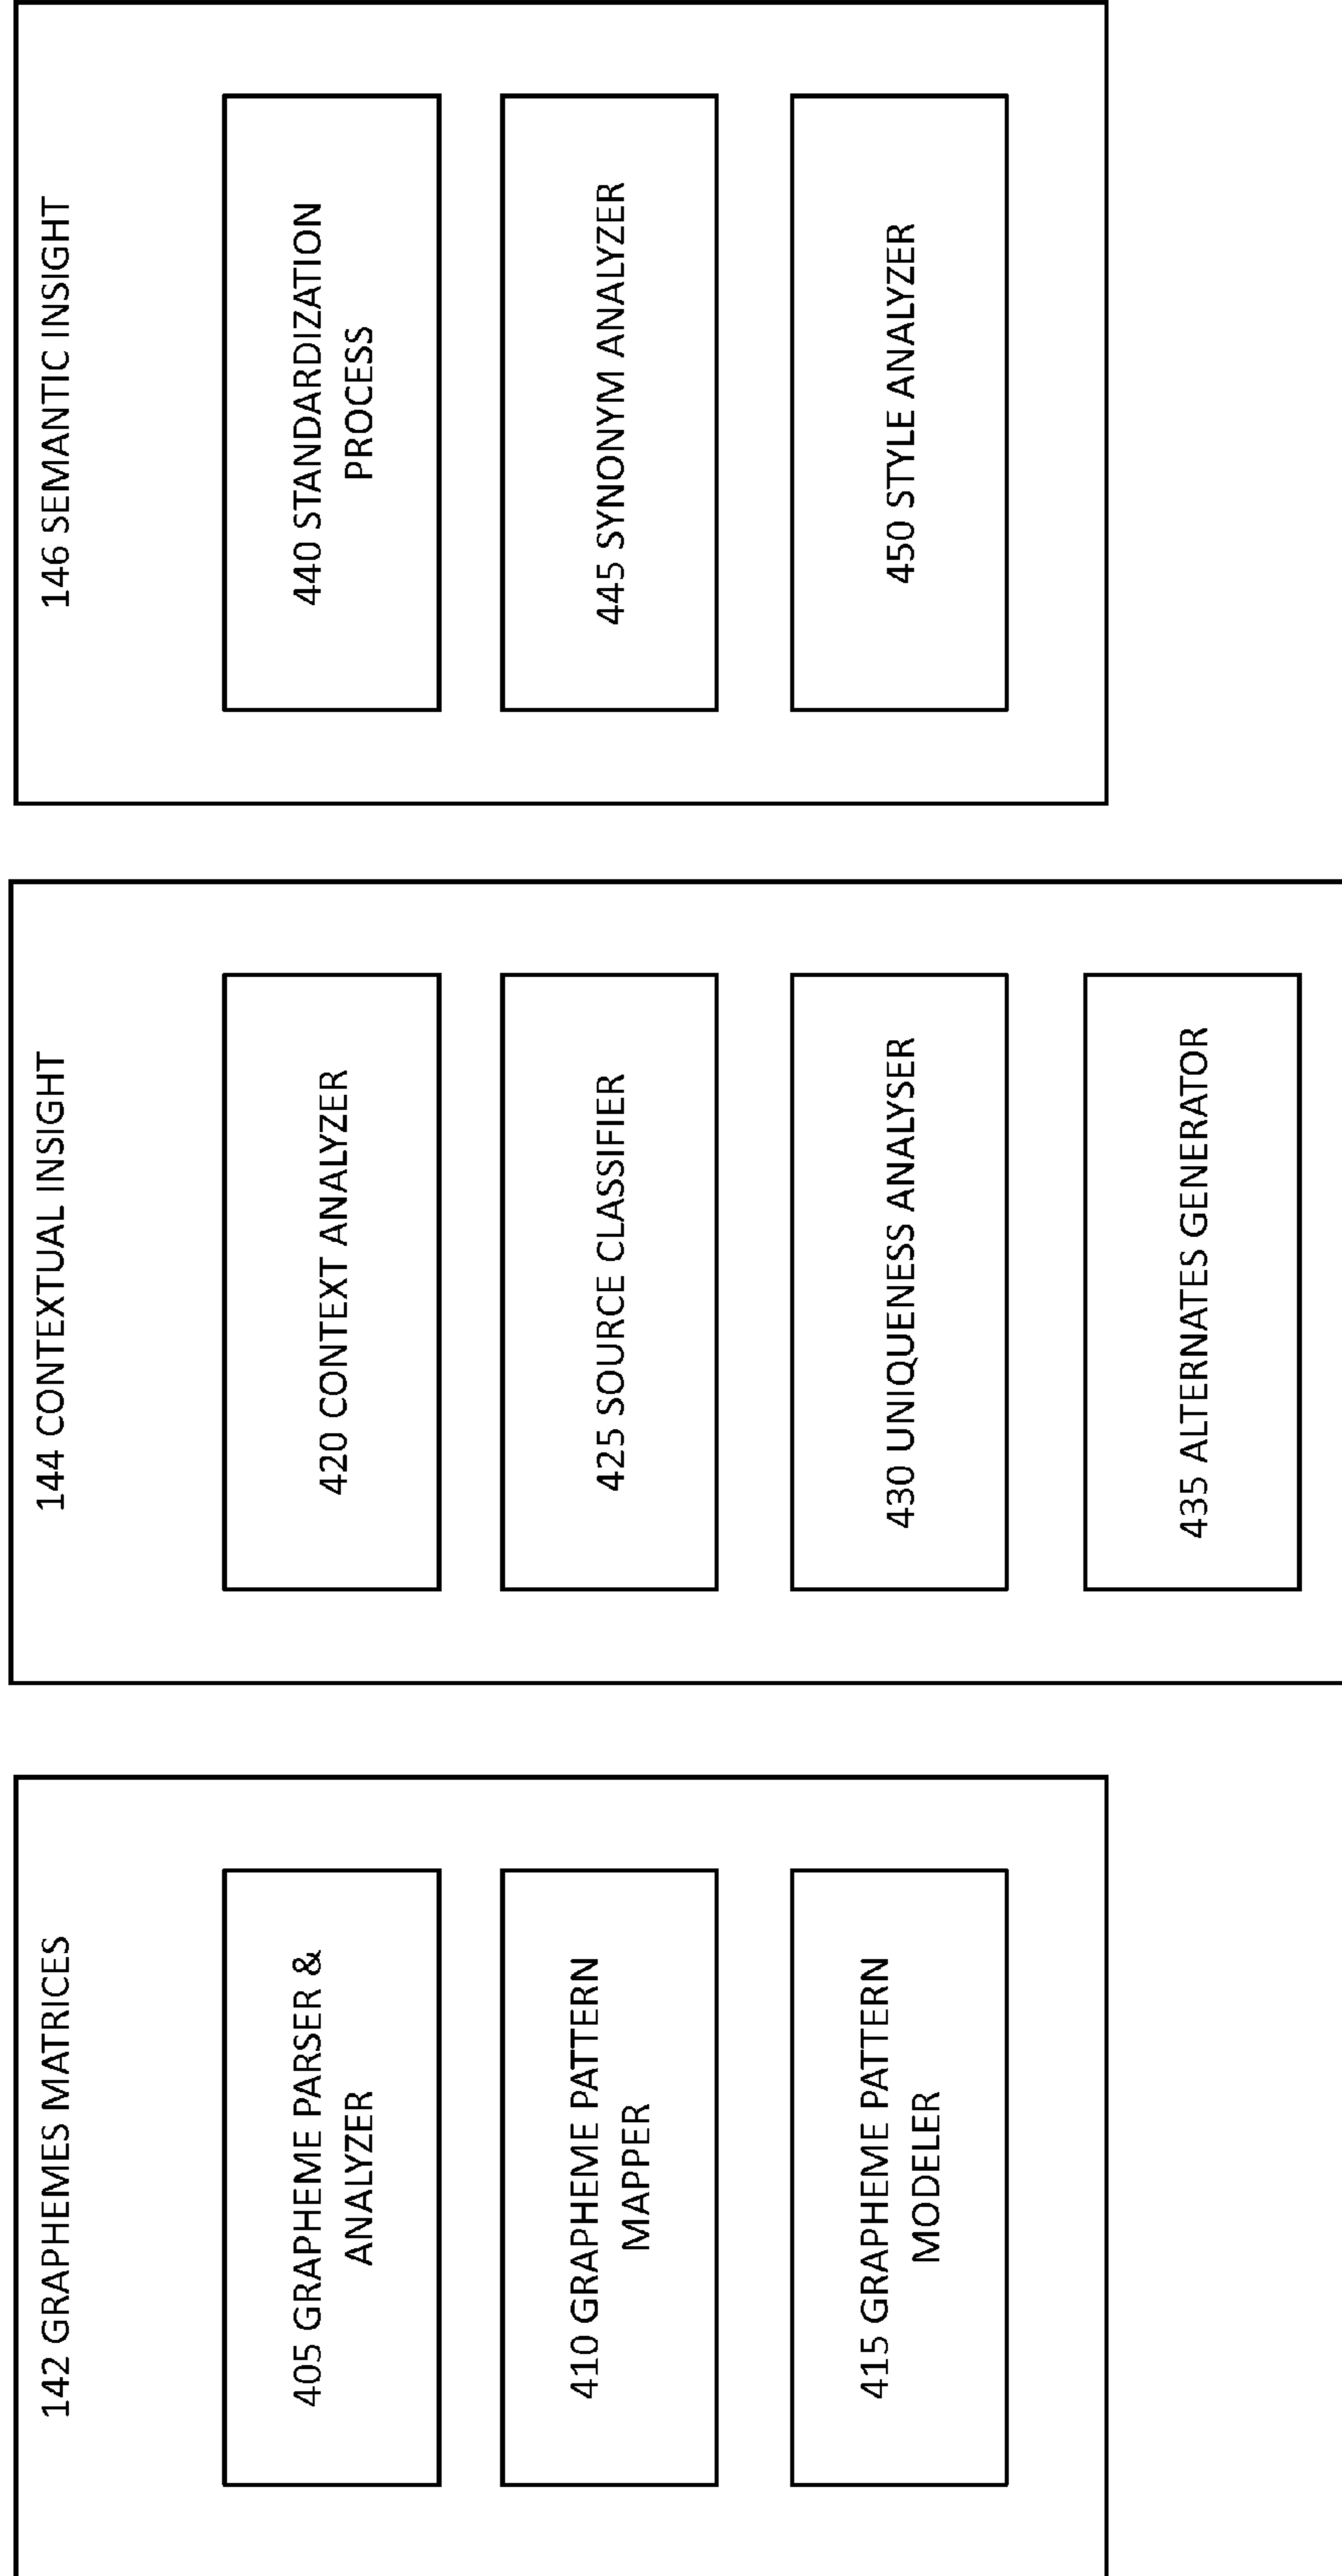 142 GRAPHEMES MATRICES
405 GRAPHEME PARSER &
ANALYZER
410 GRAPHEME PATTERN
MAPPER
415 GRAPHEME PATTERN
MODELER
144 CONTEXTUAL INSIGHT
420 CONTEXT ANALYZER
425 SOURCE CLASSIFIER
430 UNIQUENESS ANALYSER
435 ALTERNATES GENERATOR
146 SEMANTIC INSIGHT
440 STANDARDIZATION
PROCESS
445 SYNONYM ANALYZER
450 STYLE ANALYZER